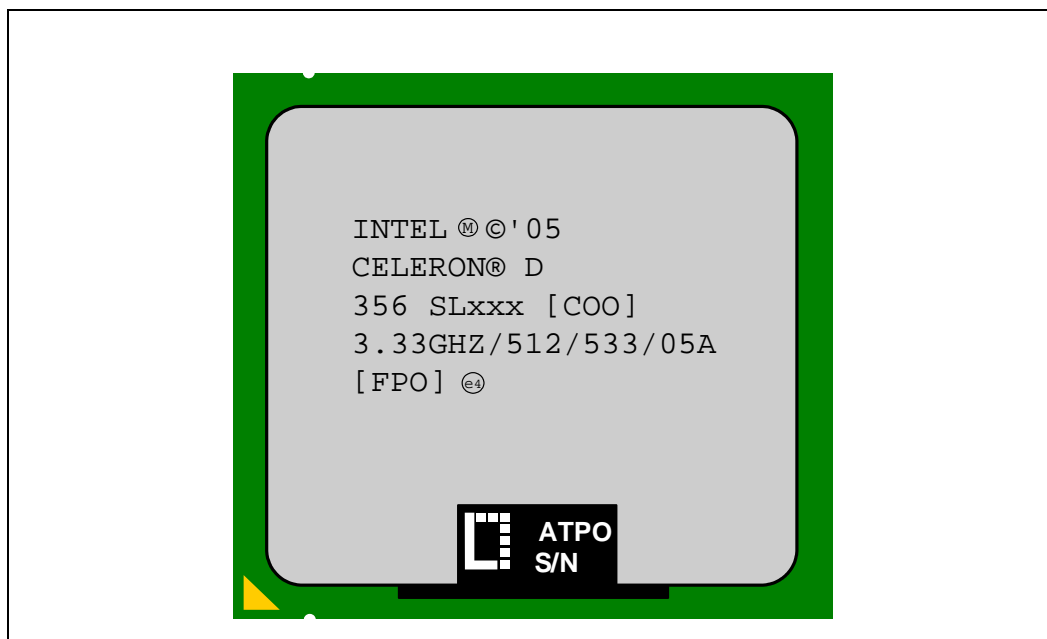 INTEL Ⓜ©'05
CELERON® D
356 SLxxx [COO]
3.33GHZ/512/533/05A
[FPO] ⓔ4
ATPO
S/N